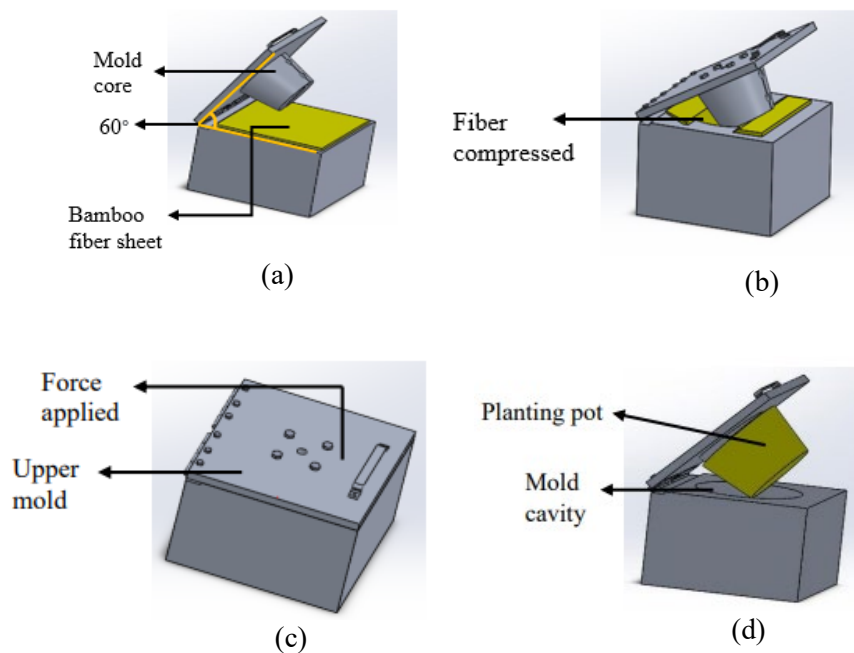 Mold
core
60°
Bamboo
fiber sheet
(a)
Fiber
compressed
(b)
Force
applied
Upper
mold
(c)
Planting pot
Mold
cavity
(d)